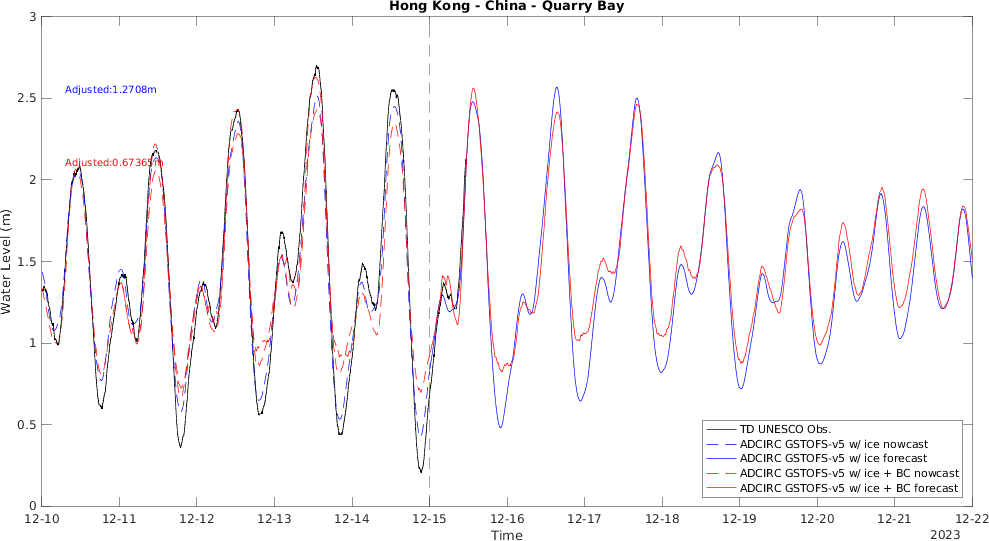 Hong Kong - China - Quarry Bay
3
2.5
2
1.5
1
0.5
0
Water Level (m)
Adjusted:1.2708m
Adjusted:0.67365m
TD UNESCO Obs.
ADCIRC GSTOFS-v5 w/ ice nowcast
ADCIRC GSTOFS-v5 w/ ice forecast
ADCIRC GSTOFS-v5 w/ ice + BC nowcast
ADCIRC GSTOFS-v5 w/ ice + BC forecast
12-10 12-11 12-12 12-13 12-14 12-15 12-16 12-17 12-18 12-19 12-20 12-21 12-22
Time
2023